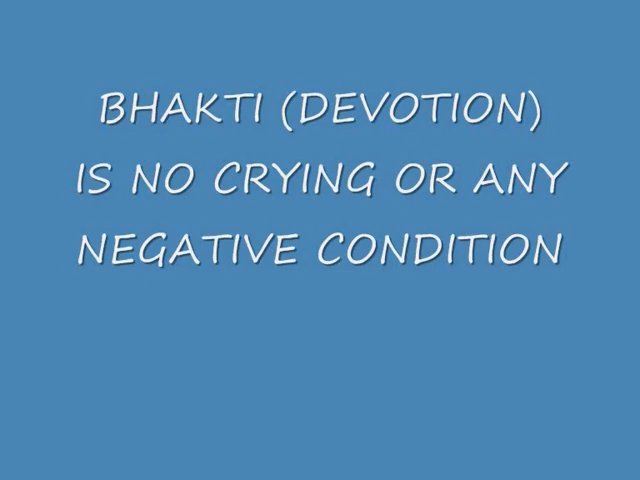 BHAKTI (DEVOTION)
IS NO CRYING OR ANY
NEGATIVE CONDITION